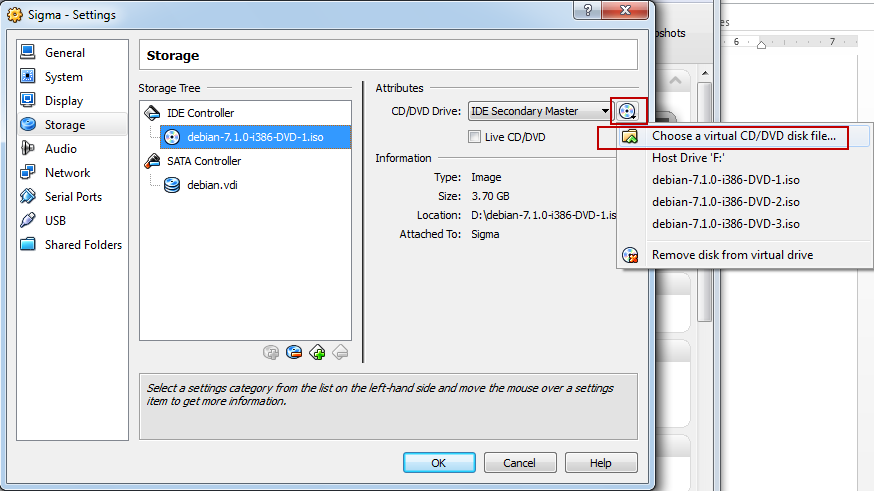 Sigma - Settings
?
es
pshots
6
7
General
System
Display
Storage
Audio
Network
Serial Ports
USB
Shared Folders
Storage
Storage Tree
IDE Controller
debian-7.1.0-i386-DVD-1.iso
SATA Controller
debian.vdi
Attributes
CD/DVD Drive: IDE Secondary Master
Live CD/DVD
Information
Type: Image
Size: 3.70 GB
Location: D:\debian-7.1.0-i386-DVD-1.is
Attached To: Sigma
Choose a virtual CD/DVD disk file...
Host Drive 'F:'
debian-7.1.0-i386-DVD-1.iso
debian-7.1.0-i386-DVD-2.iso
debian-7.1.0-i386-DVD-3.iso
Remove disk from virtual drive
Select a settings category from the list on the left-hand side and move the mouse over a settings
item to get more information.
OK
Cancel
Help